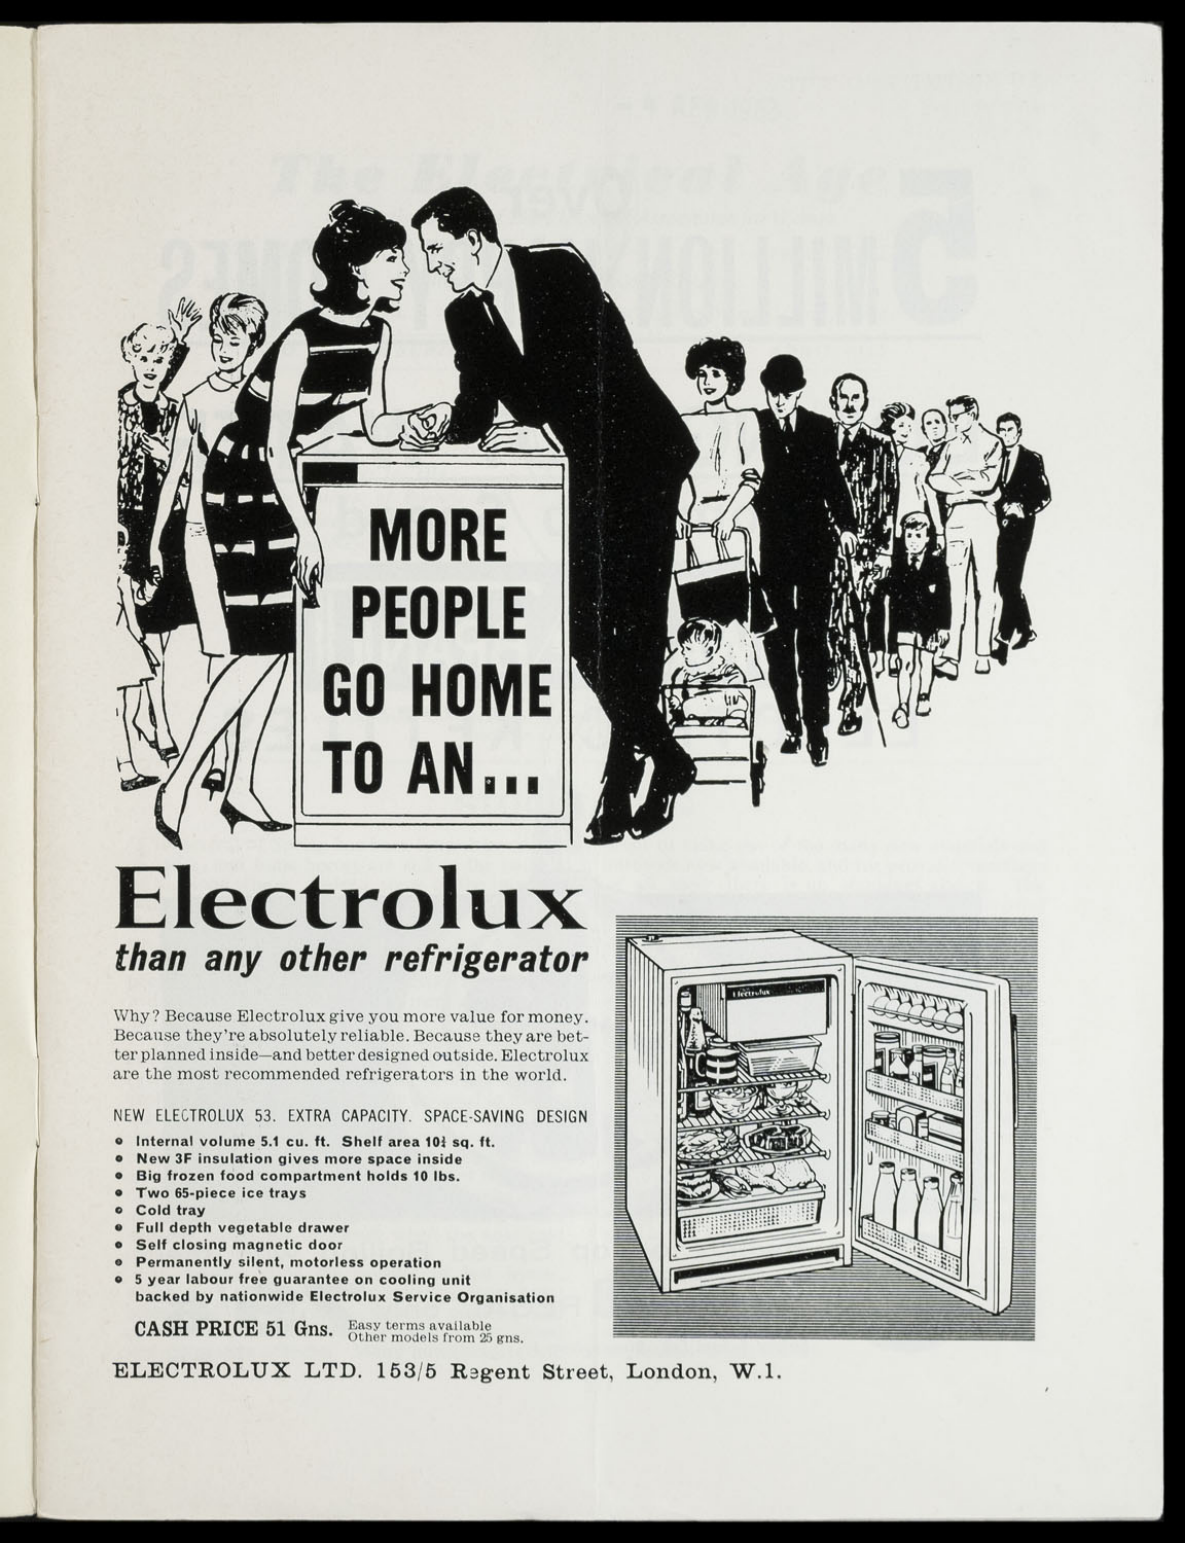 MORE
PEOPLE
GO HOME
TO AN...
Electrolux
than any other refrigerator
Why? Because Electrolux give you more value for money.
Because they're absolutely reliable. Because they are bet-
ter planned inside—and better designed outside. Electrolux
are the most recommended refrigerators in the world.
NEW ELECTROLUX 53. EXTRA CAPACITY. SPACE-SAVING DESIGN
• Internal volume 5.1 cu. ft. Shelf area 10¾ sq. ft.
• New 3F insulation gives more space inside
• Big frozen food compartment holds 10 lbs.
• Two 65-piece ice trays
• Cold tray
• Full depth vegetable drawer
• Self closing magnetic door
• Permanently silent, motorless operation
• 5 year labour free guarantee on cooling unit
backed by nationwide Electrolux Service Organisation
CASH PRICE 51 Gns.
Easy terms available
Other models from 25 gns.
Electrolux
ELECTROLUX LTD. 153/5 Regent Street, London, W.1.